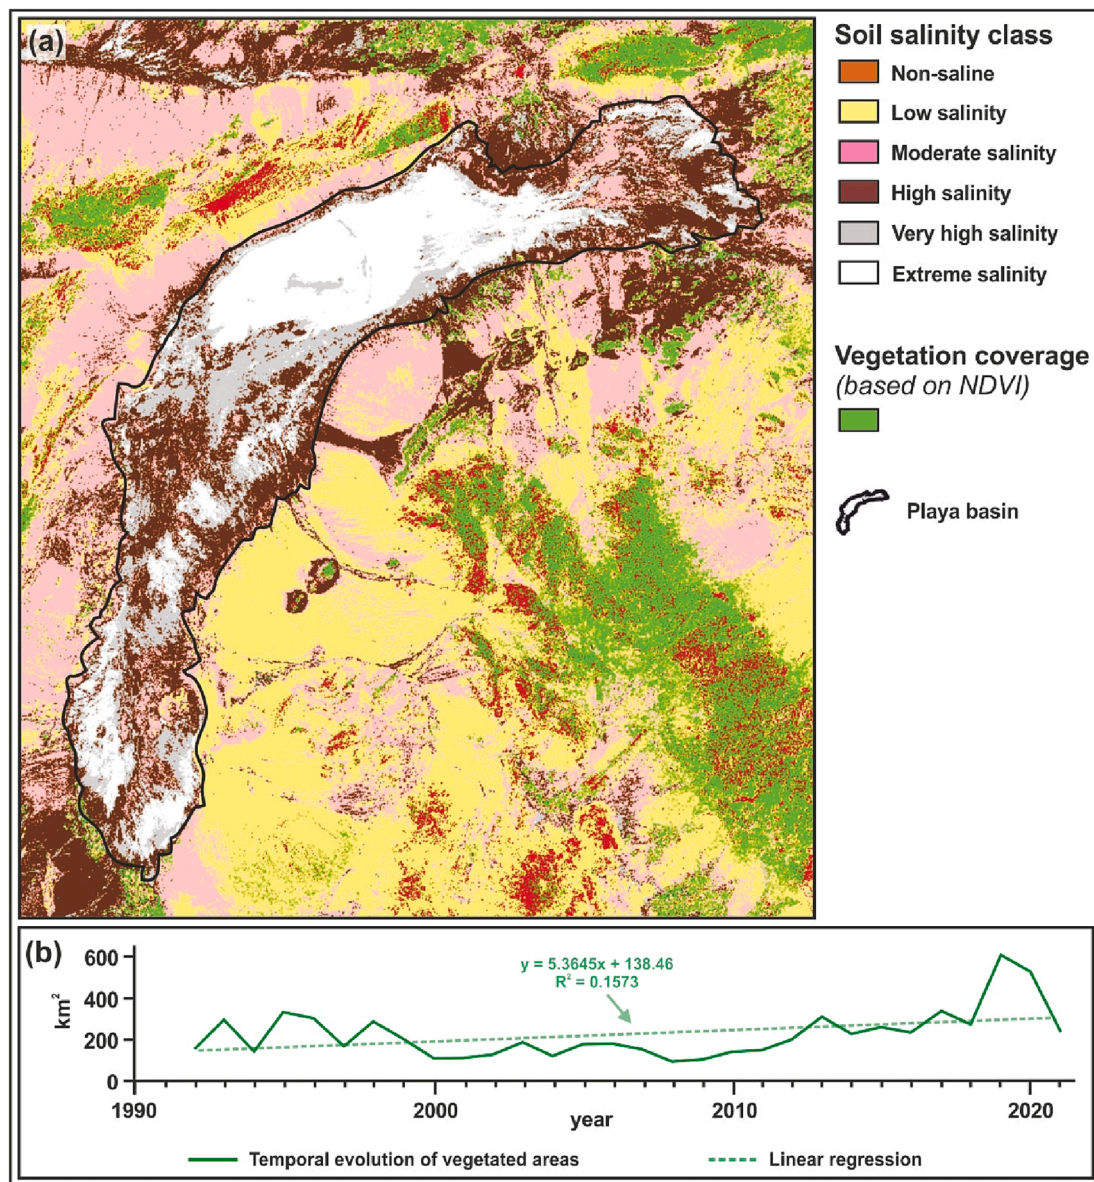 (a)
Soil salinity class
Non-saline
Low salinity
Moderate salinity
High salinity
Very high salinity
Extreme salinity
Vegetation coverage
(based on NDVI)
Playa basin
(b)
600
400
200
0
km²
y = 5.3645x + 138.46
R² = 0.1573
1990
2000
2010
2020
year
Temporal evolution of vegetated areas
Linear regression